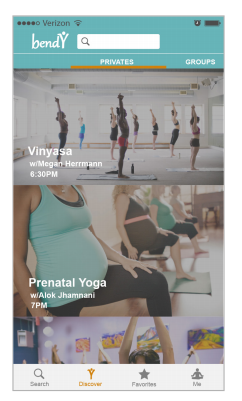 Verizon
bendy
PRIVATES GROUPS
Vinyasa
w/Megan Herrmann
6:30PM
Prenatal Yoga
w/Alok Jhamnani
7PM
Search Discover Favorites Me